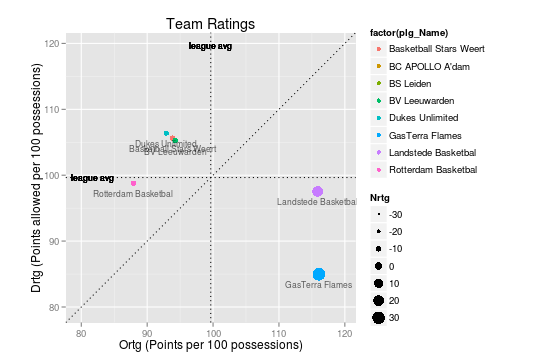 Team Ratings
Drtg (Points allowed per 100 possessions)
120
110
100
90
80
league avg
Dukes Unlimited
Basketball Stars Weert
BV Leeuwarden
league avg
Rotterdam Basketbal
Landstede Basketbal
GasTerra Flames
80
90
100
110
120
Ortg (Points per 100 possessions)
factor(plg_Name)
Basketball Stars Weert
BC APOLLO A'dam
BS Leiden
BV Leeuwarden
Dukes Unlimited
GasTerra Flames
Landstede Basketbal
Rotterdam Basketbal
Nrtg
-30
-20
-10
0
10
20
30